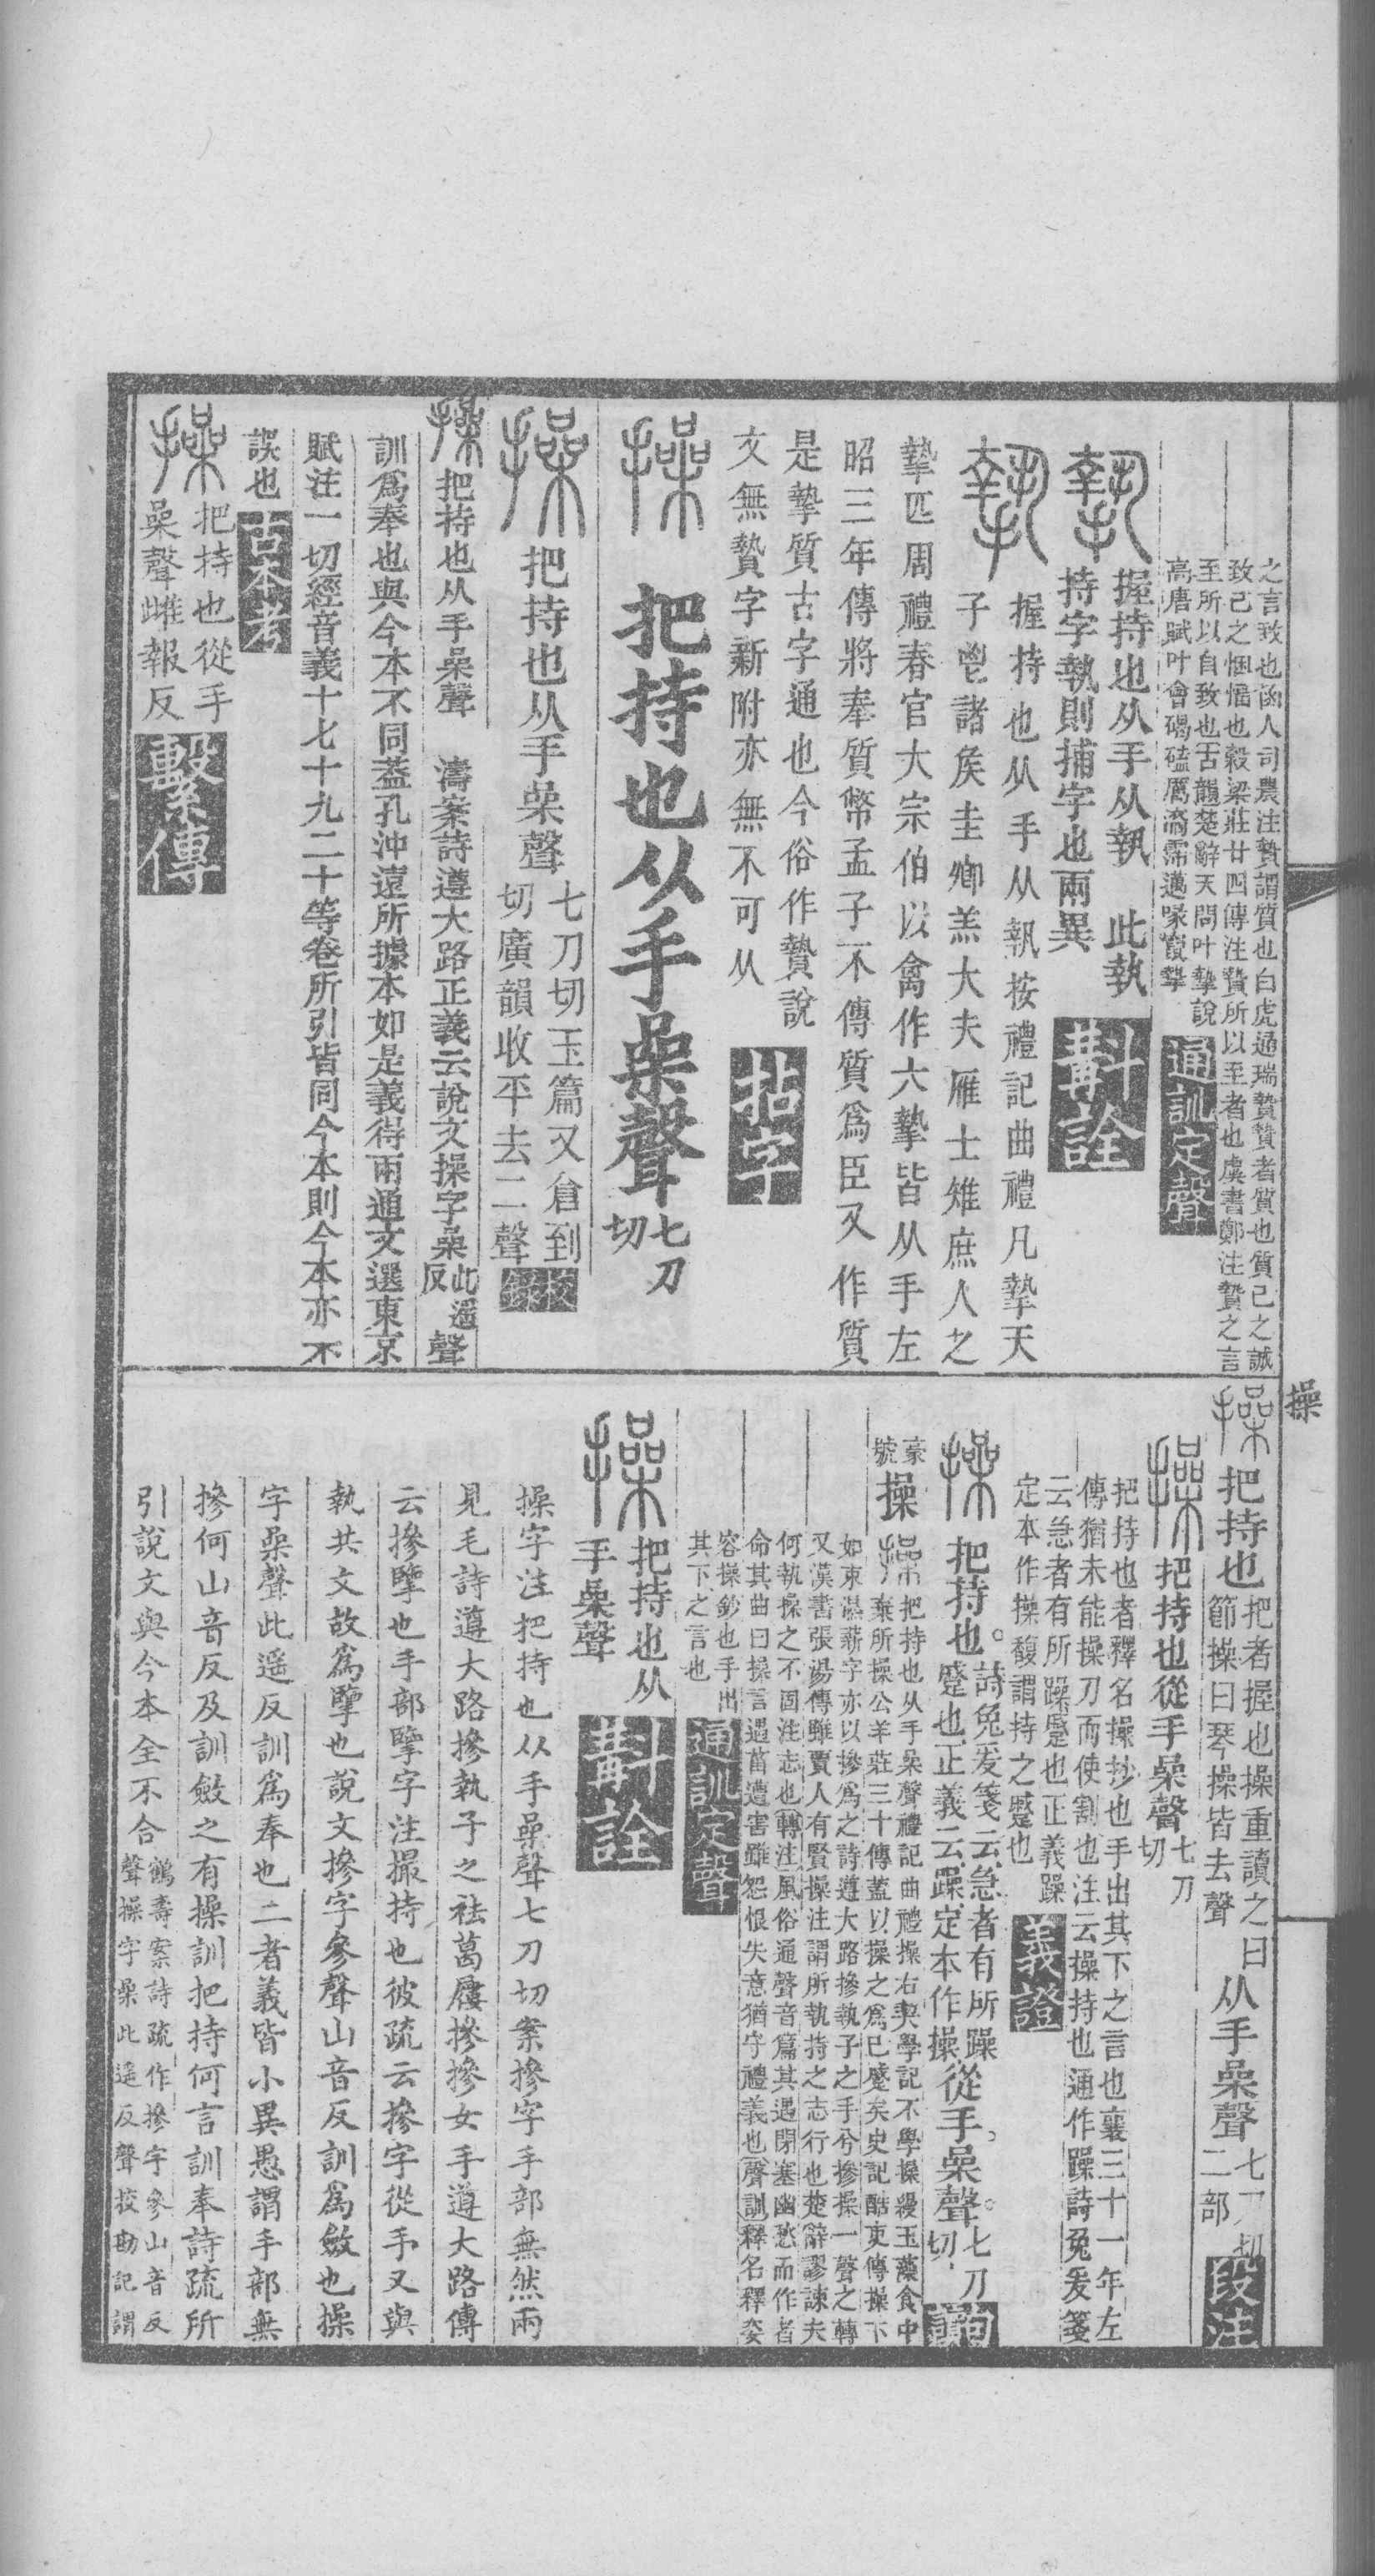 之言致也函人司農注贄謂質也白虎通瑞贄贄者質也質己之誠
致己之悃愊也穀梁莊廿四傳注贄所以至者也虞書鄭注贄之言
至所以自致也古韻楚辭天問叶摯說
高唐賦叶會碣磕厲滴霈邁喙竄摯
通訓定聲
握持也从手从執 此執
持字執則捕字也兩異
斠詮
握持也从手从執按禮記曲禮凡摯天
子鬯諸矦圭卿羔大夫雁士雉庶人之
摯匹周禮春官大宗伯以禽作六摯皆从手左
昭三年傳將奉質幣孟子不傳質爲臣又作質
是摯質古字通也今俗作贄說
文無贄字新附亦無不可从
拈字
把持也从手喿聲七刀切
把持也从手喿聲七刀切玉篇又倉到
切廣韻收平去二聲
校錄
操把持也从手喿聲 濤案詩遵大路正義云說文操字喿此遥反聲
訓爲奉也與今本不同葢孔沖遠所據本如是義得兩通文選東京
賦注一切經音義十七十九二十等卷所引皆同今本則今本亦不
誤也
古本考
把持也從手
喿聲雌報反
繫傳
操
把持也把者握也操重讀之曰
節操曰琴操皆去聲
从手喿聲七刀切
二部
段注
把持也從手喿聲七刀切
把持也者釋名操抄也手出其下之言也襄三十一年左
傳猶未能操刀而使割也注云操持也通作躁詩兔爰箋
云急者有所躁蹙也正義躁
定本作操馥謂持之蹙也
義證
把持也。詩兔爰箋云急者有所躁
蹙也正義云躁定本作操從手。喿聲。七刀切
豪
號
操
把持也从手喿聲禮記曲禮操右契學記不學操縵玉藻食中
棄所操公羊莊三十傳蓋以操之爲已蹙矣史記酷吏傳操下
如束濕薪字亦以摻爲之詩遵大路摻執子之手兮摻操一聲之轉
又漢書張湯傳雖賈人有賢操注謂所執持之志行也楚辭謬諫夫
何執操之不固注志也轉注風俗通聲音篇其遇閉塞幽愁而作者
命其曲曰操言遇菑遭害雖怨恨失意猶守禮義也聲訓釋名釋姿
容操鈔也手出
其下之言也
通訓定聲
把持也从
手喿聲
斠詮
操字注把持也从手喿聲七刀切案摻字手部無然兩
見毛詩遵大路摻執子之袪葛屨摻摻女手遵大路傳
云摻擥也手部擥字注撮持也彼疏云摻字從手又與
執共文故爲擥也說文摻字參聲山音反訓爲斂也操
字喿聲此遥反訓爲奉也二者義皆小異愚謂手部無
摻何山音反及訓斂之有操訓把持何言訓奉詩疏所
引說文與今本全不合鶴壽案詩疏作摻字參山音反
聲操字喿此遥反聲挍勘記謂